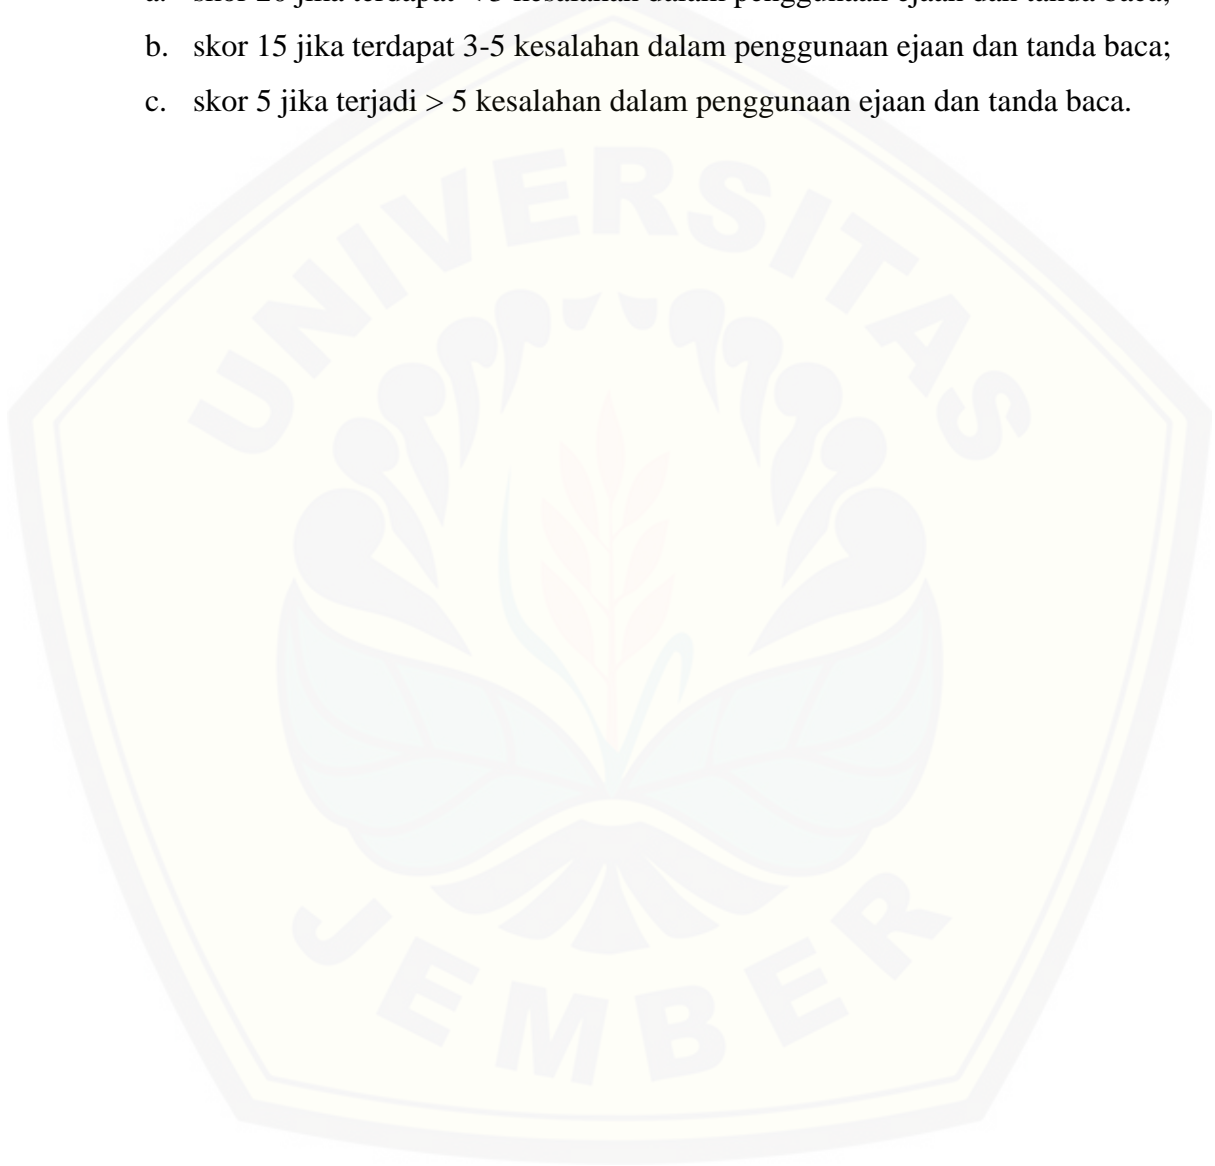 b. skor 15 jika terdapat 3-5 kesalahan dalam penggunaan ejaan dan tanda baca;
c. skor 5 jika terjadi > 5 kesalahan dalam penggunaan ejaan dan tanda baca.
UNIVERSITAS
JEMBER